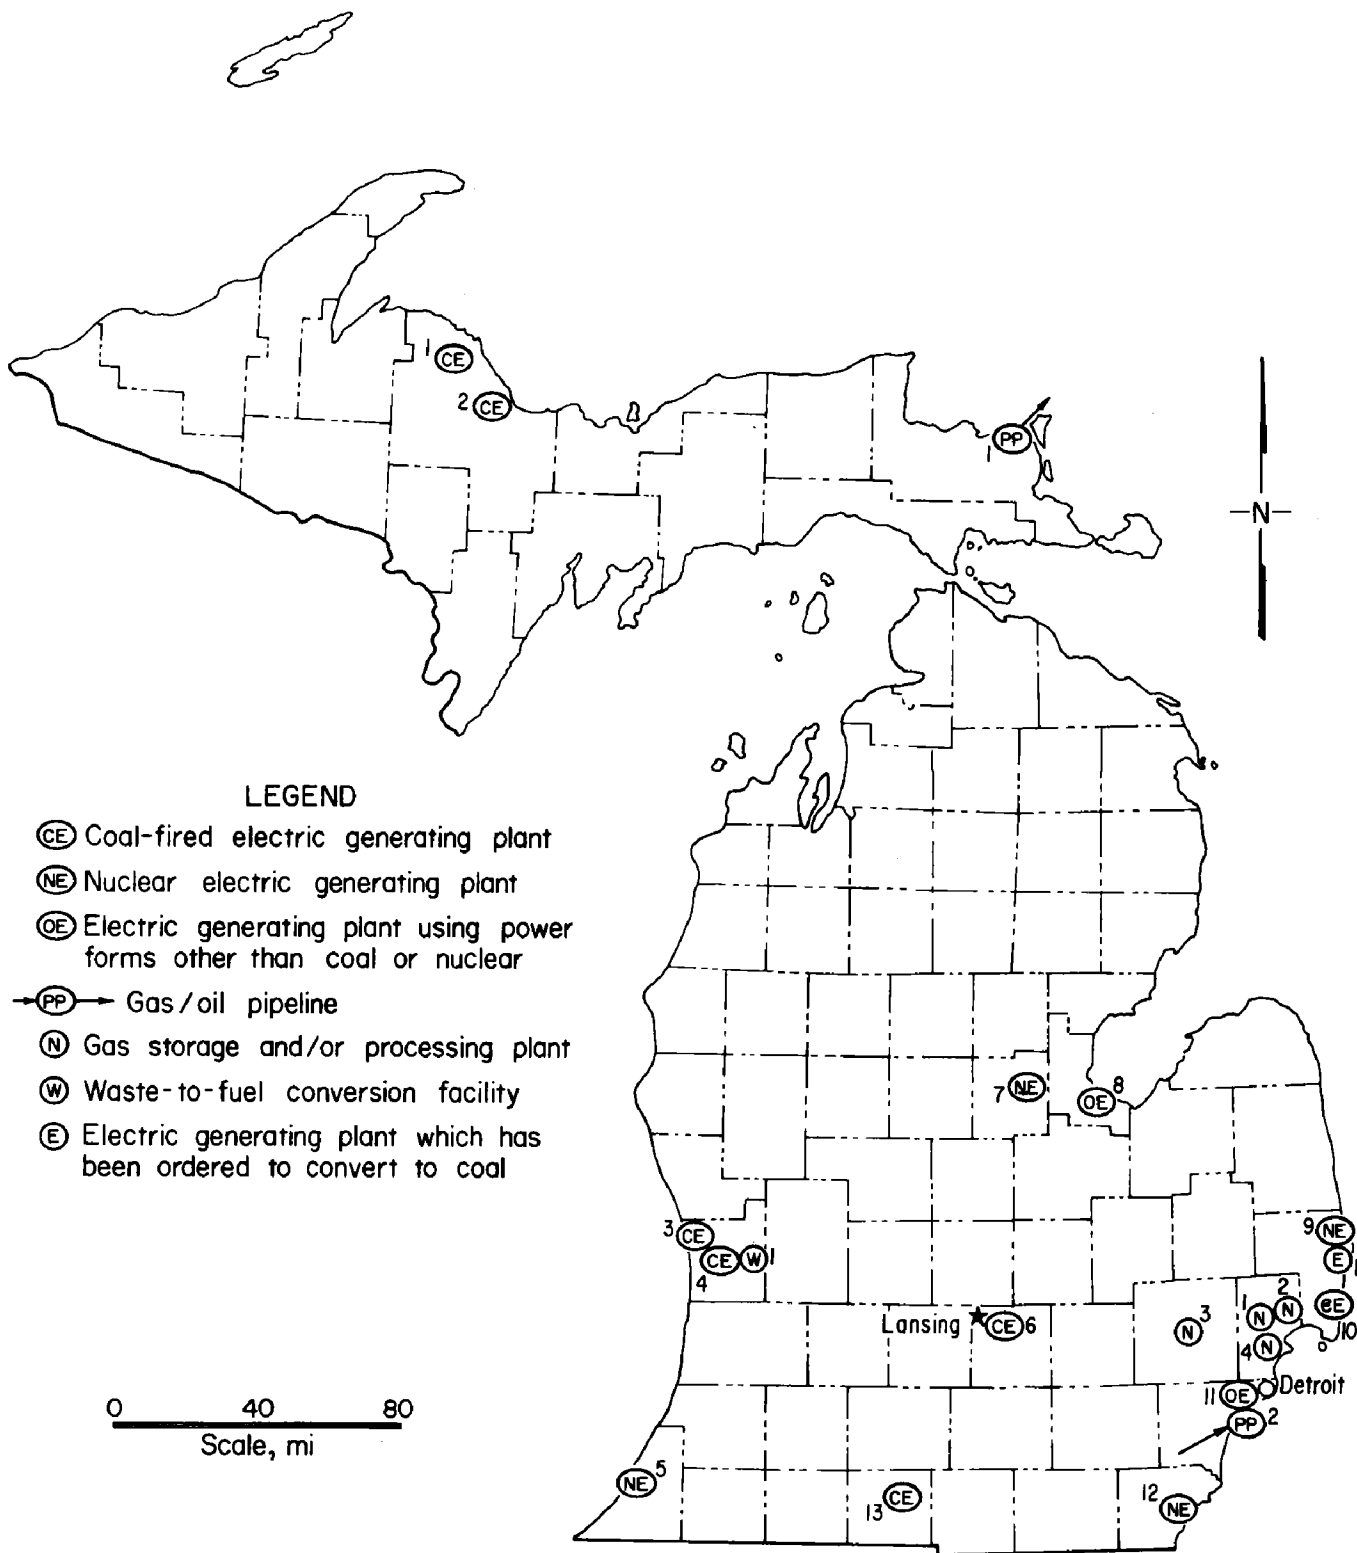 1 CE
2 CE
PP
1
N
LEGEND
CE Coal-fired electric generating plant
NE Nuclear electric generating plant
OE Electric generating plant using power
forms other than coal or nuclear
PP Gas/oil pipeline
N Gas storage and/or processing plant
W Waste-to-fuel conversion facility
E Electric generating plant which has
been ordered to convert to coal
7 NE
8
OE
3 CE
4 CE W 1
9 NE
E 1
2
1 N N
eE
10
N 3
4 N
Lansing CE 6
Detroit
11 OE
PP 2
0 40 80
Scale, mi
NE 5
13 CE
12 NE